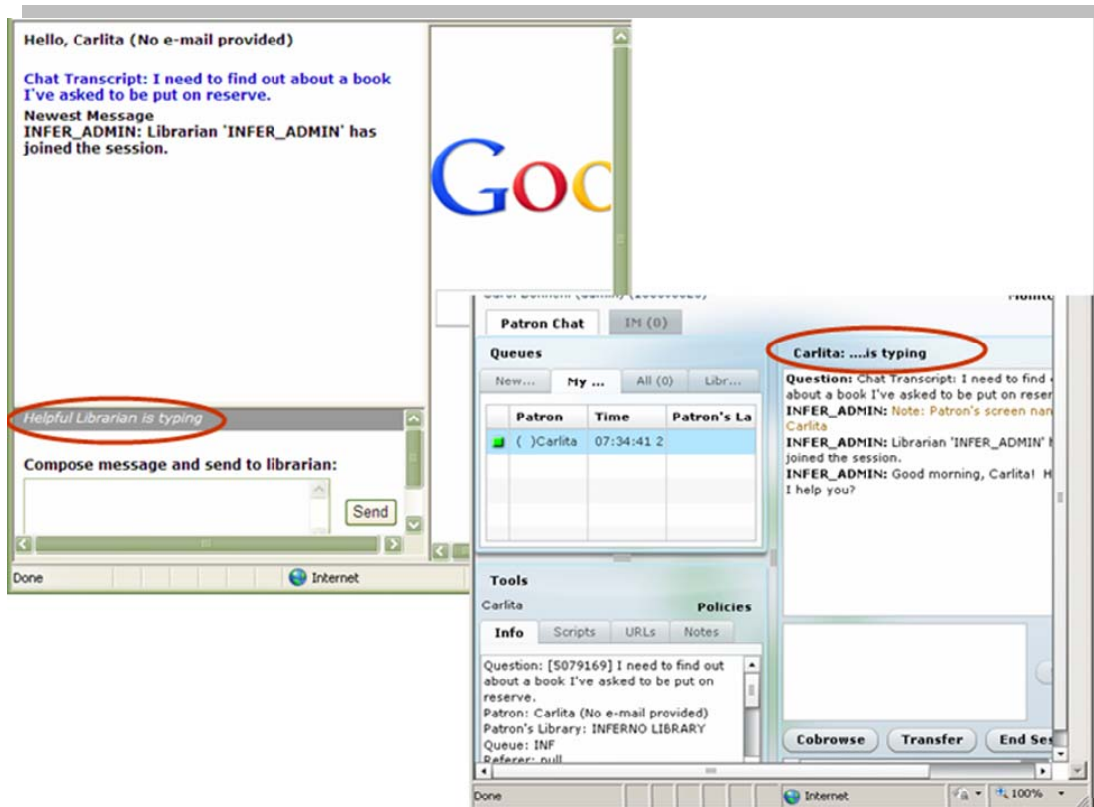 Hello, Carlita (No e-mail provided)
Chat Transcript: I need to find out about a book
I've asked to be put on reserve.
Newest Message
INFER_ADMIN: Librarian 'INFER_ADMIN' has
joined the session.
Goo
Helpful Librarian is typing
Compose message and send to librarian:
Send
Done
Internet
Patron Chat
IM (0)
Queues
New...
My ...
All (0)
Libr...
Patron
Time
Patron's La
( )Carlita
07:34:41 2
Tools
Carlita
Policies
Info
Scripts
URLs
Notes
Question: [5079169] I need to find out
about a book I've asked to be put on
reserve.
Patron: Carlita (No e-mail provided)
Patron's Library: INFERNO LIBRARY
Queue: INF
Referer: null
Carlita: ....is typing
Question: Chat Transcript: I need to find
about a book I've asked to be put on reser
INFER_ADMIN: Note: Patron's screen nam
Carlita
INFER_ADMIN: Librarian 'INFER_ADMIN' h
joined the session.
INFER_ADMIN: Good morning, Carlita! H
I help you?
Cobrowse
Transfer
End Ses
Done
Internet
100%